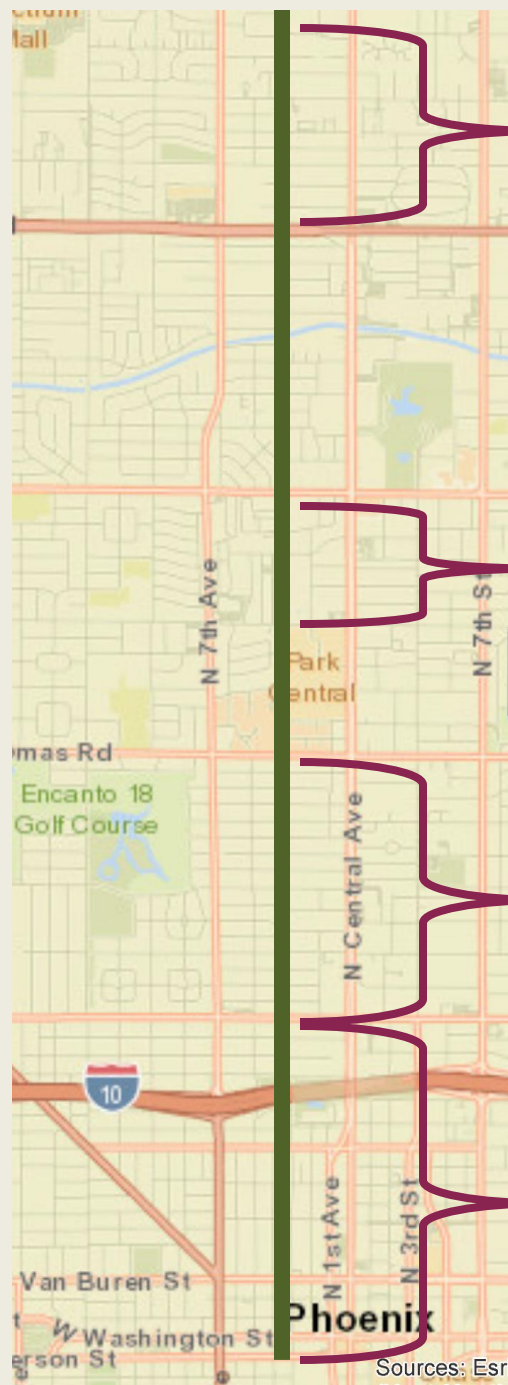 Mall
N 7th Ave
N 7th St
Park
Central
mas Rd
Encanto 18
Golf Course
N Central Ave
10
N 1st Ave
N 3rd St
Van Buren St
Phoenix
W Washington St
erson St
Sources: Esr